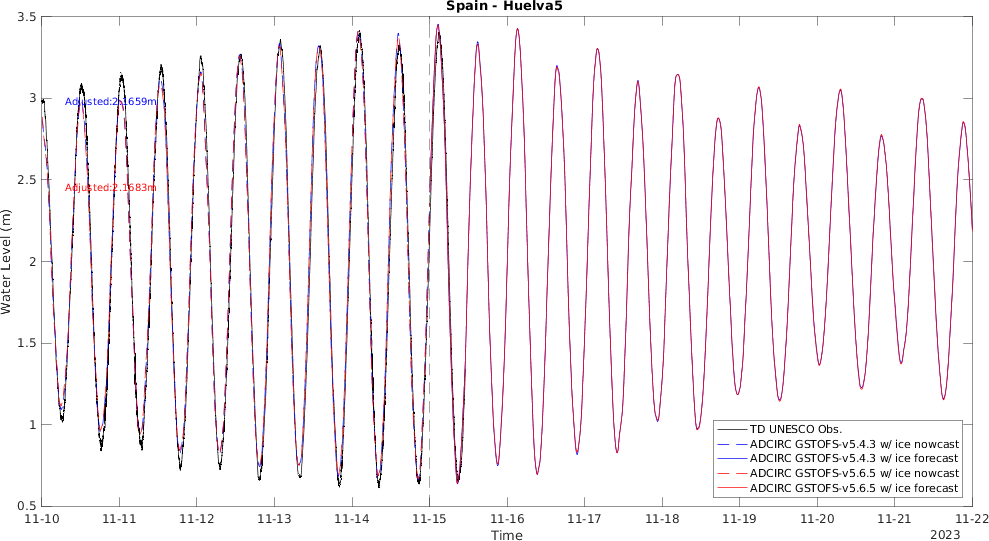 Spain - Huelva5
3.5
3
2.5
2
1.5
1
0.5
Water Level (m)
Adjusted:2.1659m
Adjusted:2.1683m
TD UNESCO Obs.
ADCIRC GSTOFS-v5.4.3 w/ ice nowcast
ADCIRC GSTOFS-v5.4.3 w/ ice forecast
ADCIRC GSTOFS-v5.6.5 w/ ice nowcast
ADCIRC GSTOFS-v5.6.5 w/ ice forecast
11-10 11-11 11-12 11-13 11-14 11-15 11-16 11-17 11-18 11-19 11-20 11-21 11-22
Time
2023